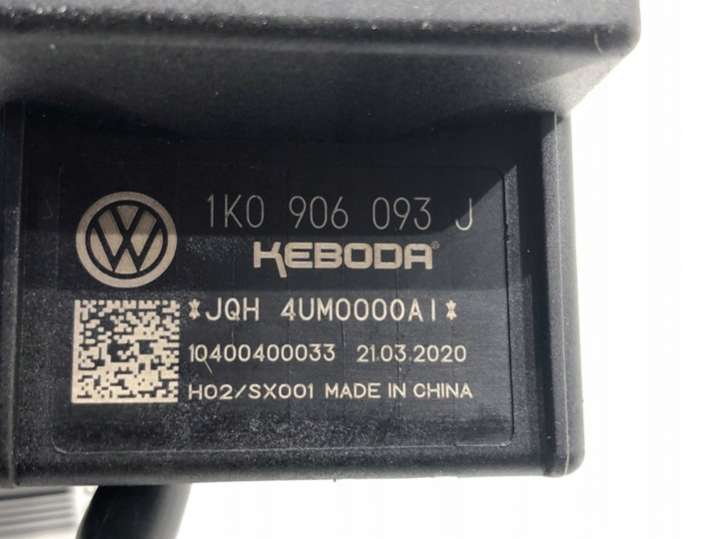 1K0 906 093 J
KEBODA®
*JQH 4UM0000AI*
10400400033 21.03.2020
H02/SX001 MADE IN CHINA